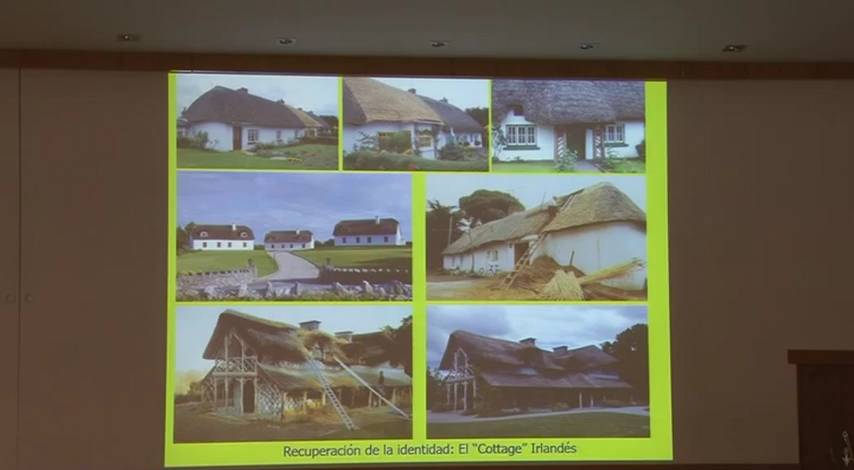 Recuperación de la identidad: El “Cottage” Irlandés